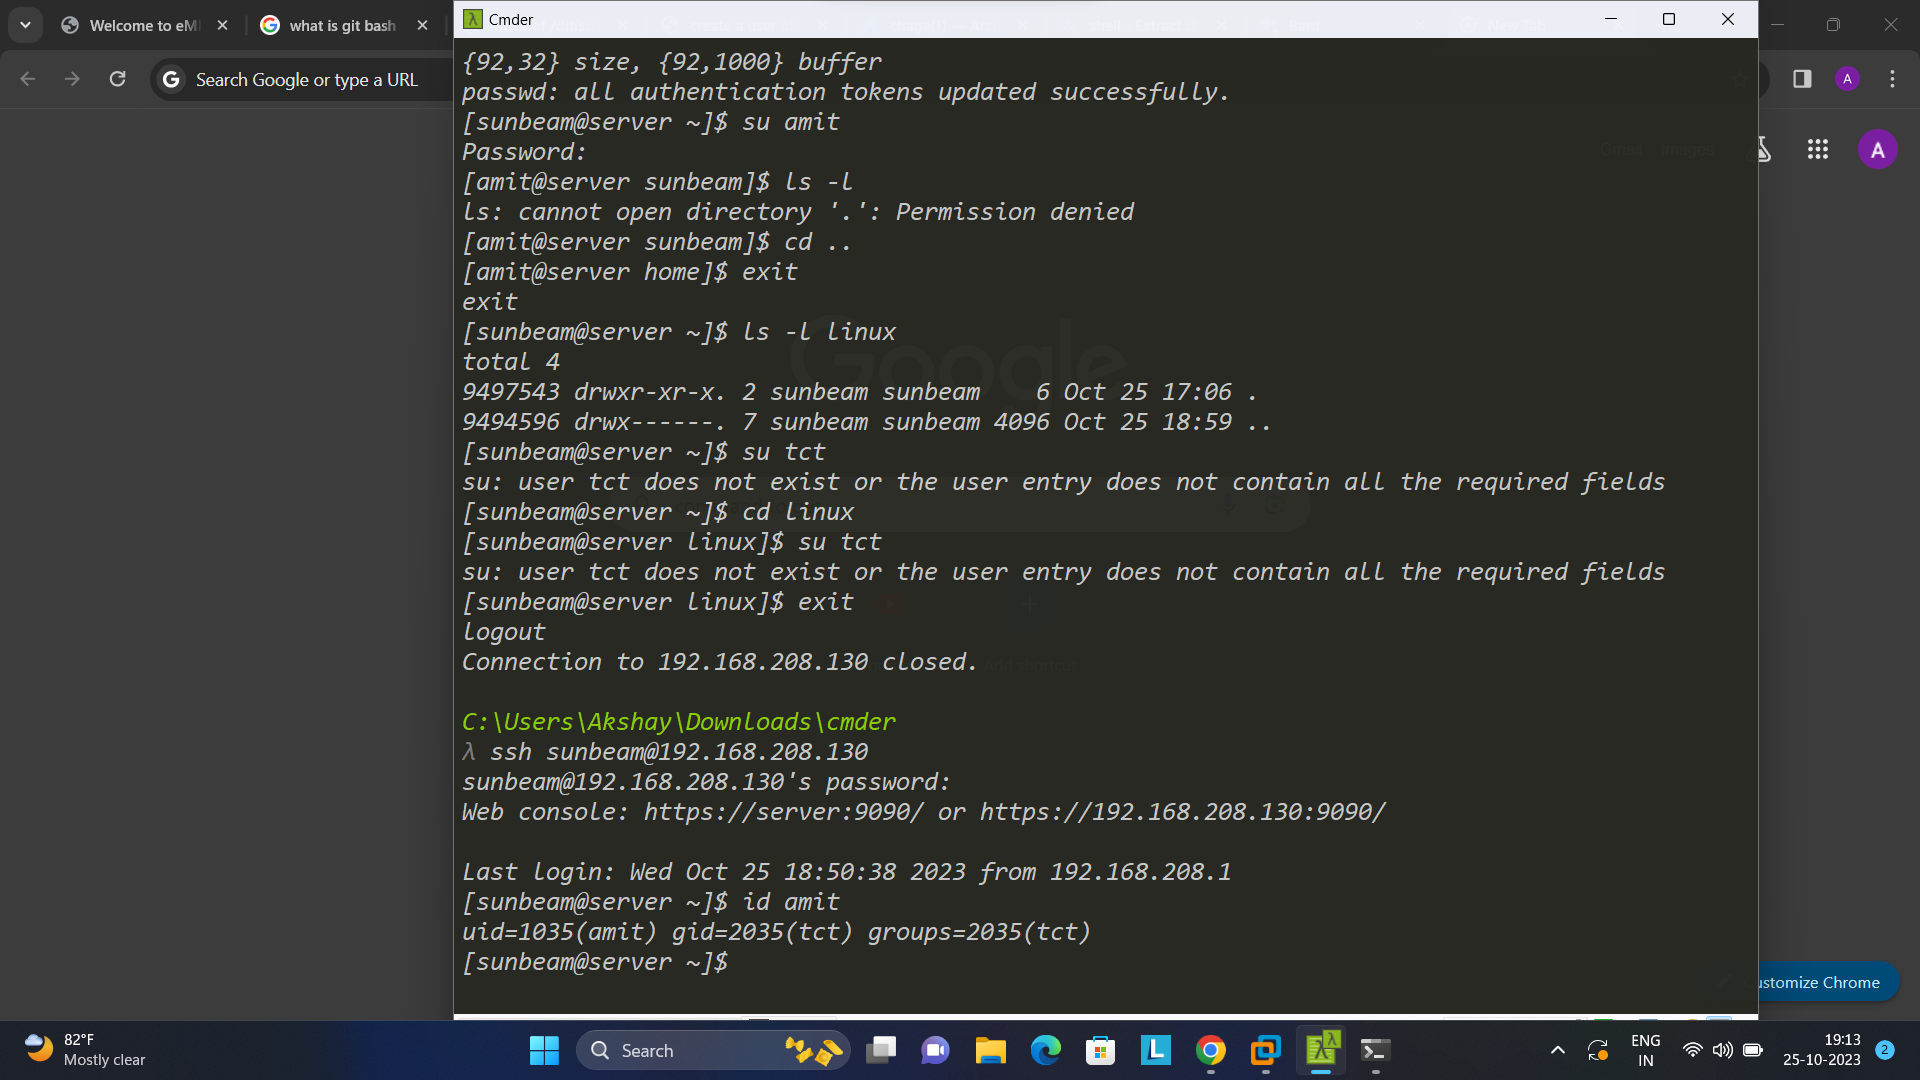 Welcome to eM
what is git bash
Search Google or type a URL
A
Cmder
{92,32} size, {92,1000} buffer
passwd: all authentication tokens updated successfully.
[sunbeam@server ~]$ su amit
Password:
[amit@server sunbeam]$ ls -l
ls: cannot open directory '.': Permission denied
[amit@server sunbeam]$ cd ..
[amit@server home]$ exit
exit
[sunbeam@server ~]$ ls -l linux
total 4
9497543 drwxr-xr-x. 2 sunbeam sunbeam    6 Oct 25 17:06 .
9494596 drwx------. 7 sunbeam sunbeam 4096 Oct 25 18:59 ..
[sunbeam@server ~]$ su tct
su: user tct does not exist or the user entry does not contain all the required fields
[sunbeam@server ~]$ cd linux
[sunbeam@server linux]$ su tct
su: user tct does not exist or the user entry does not contain all the required fields
[sunbeam@server linux]$ exit
logout
Connection to 192.168.208.130 closed.
C:\Users\Akshay\Downloads\cmder
λ ssh sunbeam@192.168.208.130
sunbeam@192.168.208.130's password:
Web console: https://server:9090/ or https://192.168.208.130:9090/
Last login: Wed Oct 25 18:50:38 2023 from 192.168.208.1
[sunbeam@server ~]$ id amit
uid=1035(amit) gid=2035(tct) groups=2035(tct)
[sunbeam@server ~]$
Gmail Images
A
Google
Add shortcut
ustomize Chrome
82°F
Mostly clear
Search
L
ENG
IN
19:13
25-10-2023
2